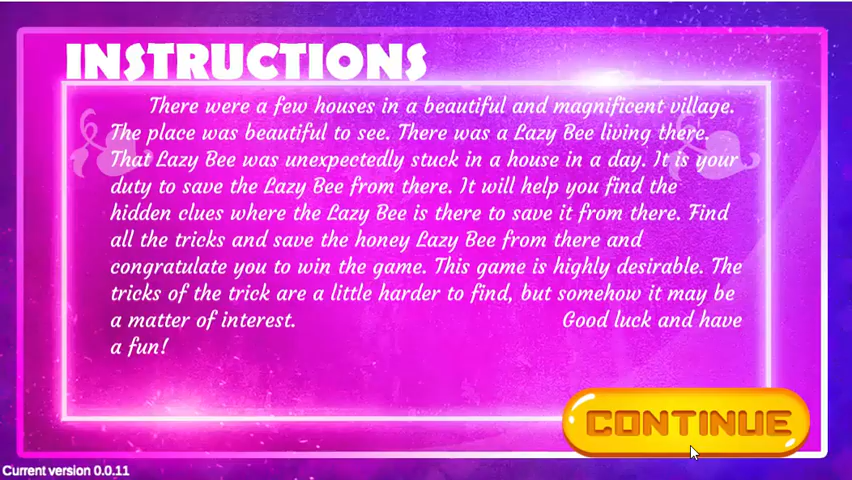 INSTRUCTIONS
There were a few houses in a beautiful and magnificent village.
The place was beautiful to see. There was a Lazy Bee living there.
That Lazy Bee was unexpectedly stuck in a house in a day. It is your
duty to save the Lazy Bee from there. It will help you find the
hidden clues where the Lazy Bee is there to save it from there. Find
all the tricks and save the honey Lazy Bee from there and
congratulate you to win the game. This game is highly desirable. The
tricks of the trick are a little harder to find, but somehow it may be
a matter of interest. Good luck and have
a fun!
CONTINUE
Current version 0.0.11